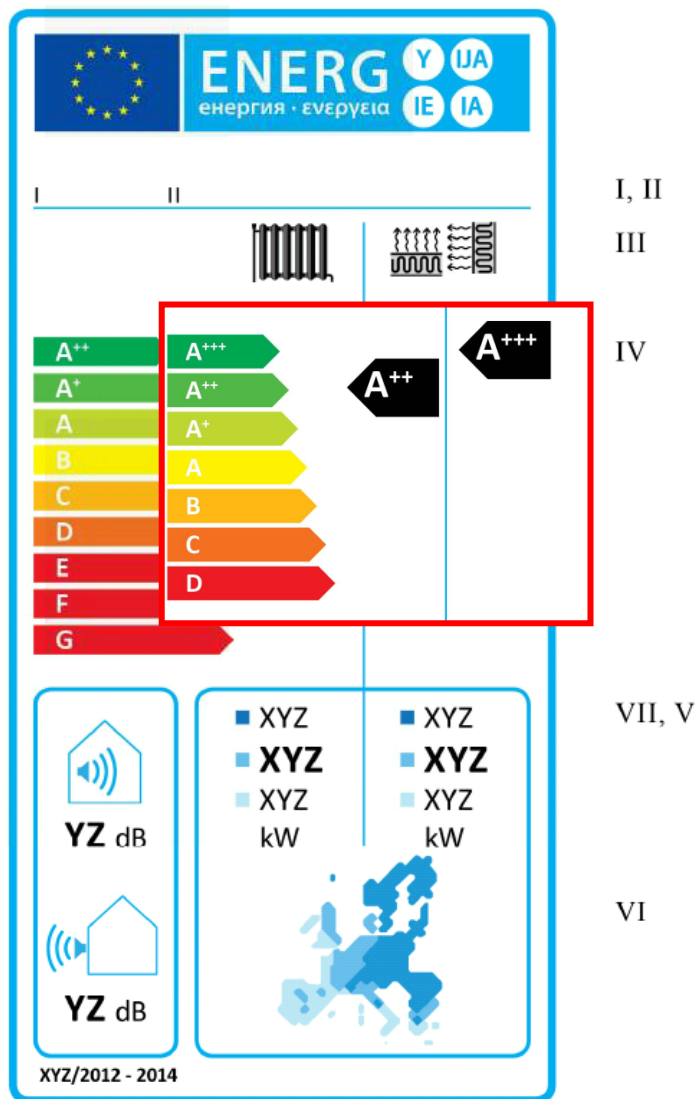 ENERG Y IJA
енергия · ενεργεια IE IA
I II
I, II
III
IV
A++
A+
A
B
C
D
E
F
G
A+++
A++
A+
A
B
C
D
A++
A+++
VII, V
YZ dB
YZ dB
XYZ
XYZ
XYZ
kW
XYZ
XYZ
XYZ
kW
VI
XYZ/2012 - 2014